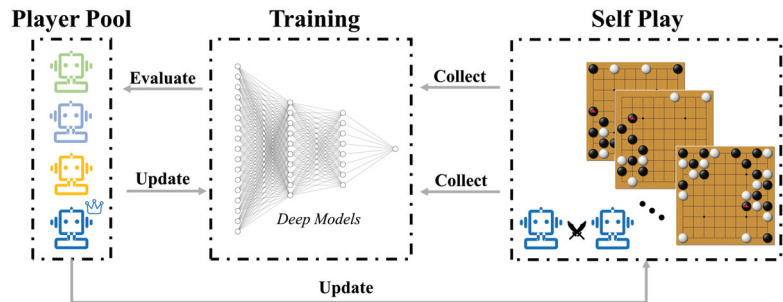 Player Pool
Training
Self Play
Evaluate
Collect
Update
Collect
Deep Models
Update